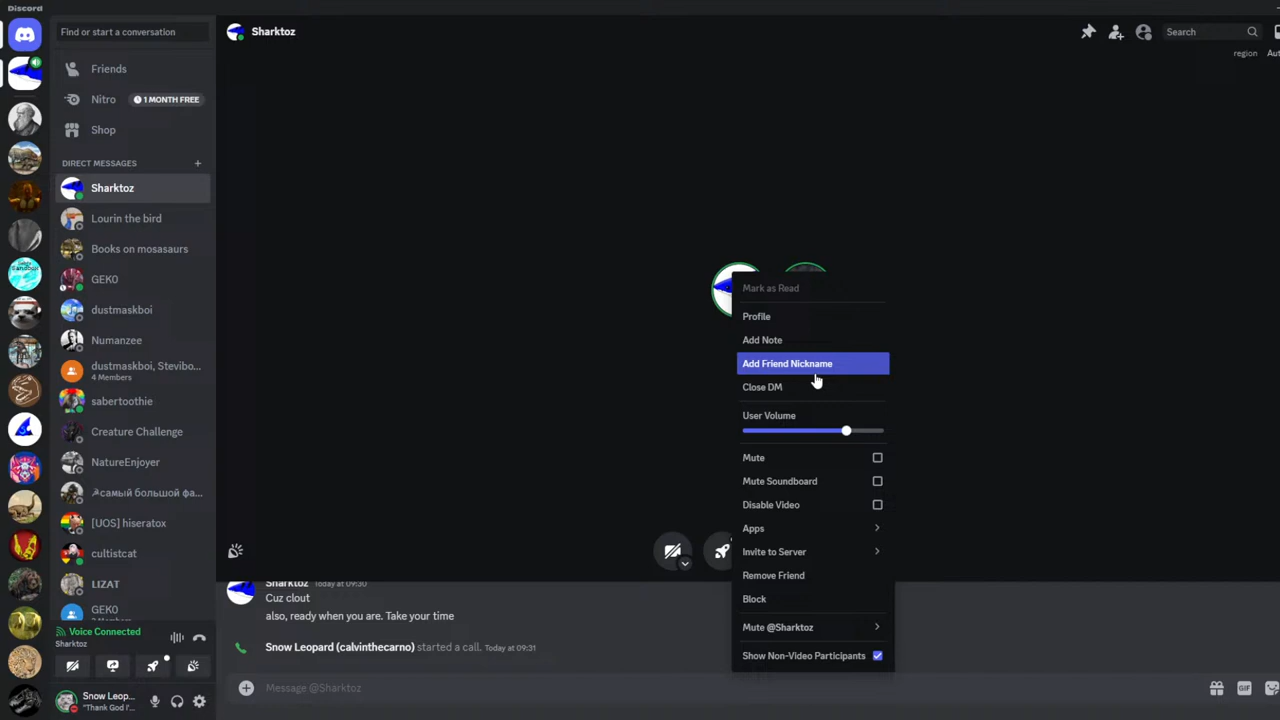 Discord
Find or start a conversation
Sharktoz
Search
region
Aut
Friends
Nitro
1 MONTH FREE
Shop
DIRECT MESSAGES
Sharktoz
Lourin the bird
Books on mosasaurs
GEK0
dustmaskboi
Numanzee
dustmaskboi, Stevibo...
4 Members
sabertoothie
Creature Challenge
NatureEnjoyer
☭самый большой фа...
[UOS] hiseratox
cultistcat
LIZAT
GEK0
Voice Connected
Sharktoz
Snow Leop...
"Thank God I'...
Mark as Read
Profile
Add Note
Add Friend Nickname
Close DM
User Volume
Mute
Mute Soundboard
Disable Video
Apps
Invite to Server
Remove Friend
Block
Mute @Sharktoz
Show Non-Video Participants
Sharktoz Today at 09:30
Cuz clout
also, ready when you are. Take your time
Snow Leopard (calvinthecarno) started a call. Today at 09:31
Message @Sharktoz
GIF